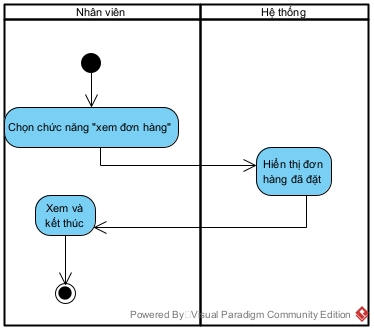 Nhân viên
Hệ thống
Chọn chức năng "xem đơn hàng"
Hiển thị đơn
hàng đã đặt
Xem và
kết thúc
Powered By Visual Paradigm Community Edition